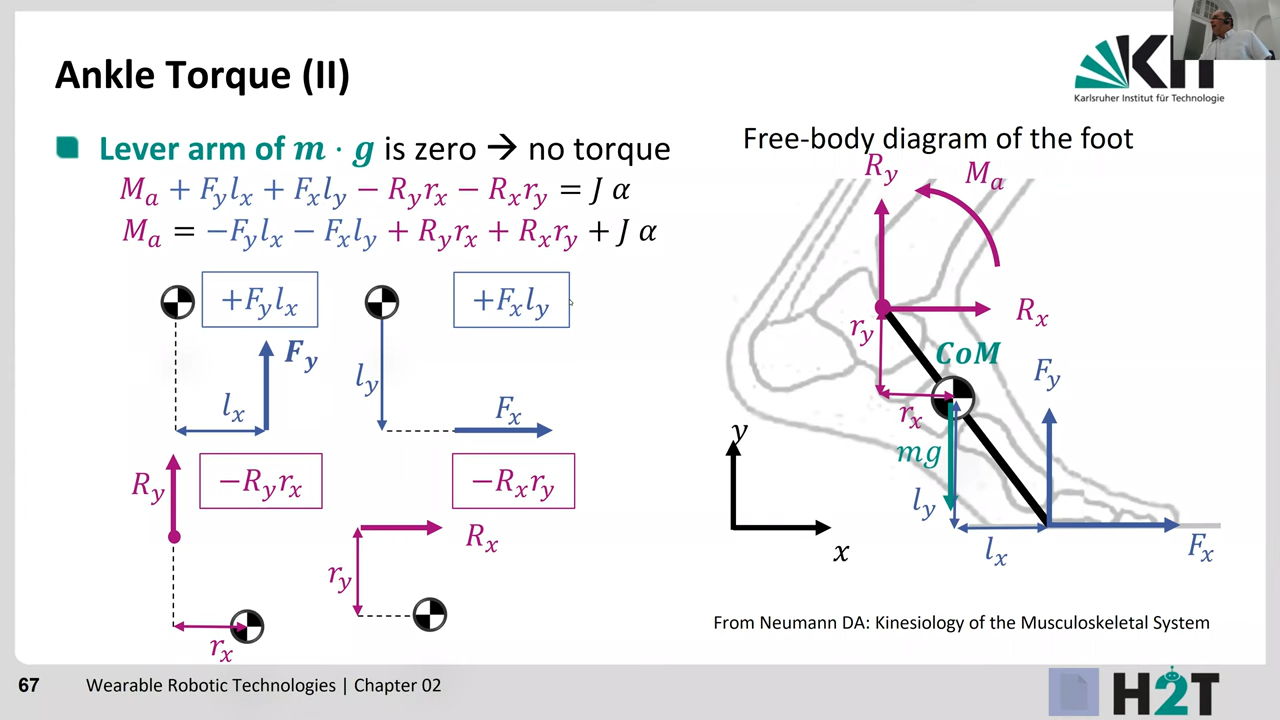 Ankle Torque (II)
KIT
Karlsruher Institut für Technologie
Lever arm of m · g is zero → no torque
M_a + F_y l_x + F_x l_y − R_y r_x − R_x r_y = J α
M_a = −F_y l_x − F_x l_y + R_y r_x + R_x r_y + J α
+F_y l_x
F_y
l_x
+F_x l_y
l_y
F_x
R_y
−R_y r_x
r_x
−R_x r_y
R_x
r_y
Free-body diagram of the foot
R_y
M_a
R_x
r_y
CoM
F_y
r_x
mg
l_y
l_x
F_x
y
x
From Neumann DA: Kinesiology of the Musculoskeletal System
67
Wearable Robotic Technologies | Chapter 02
H2T